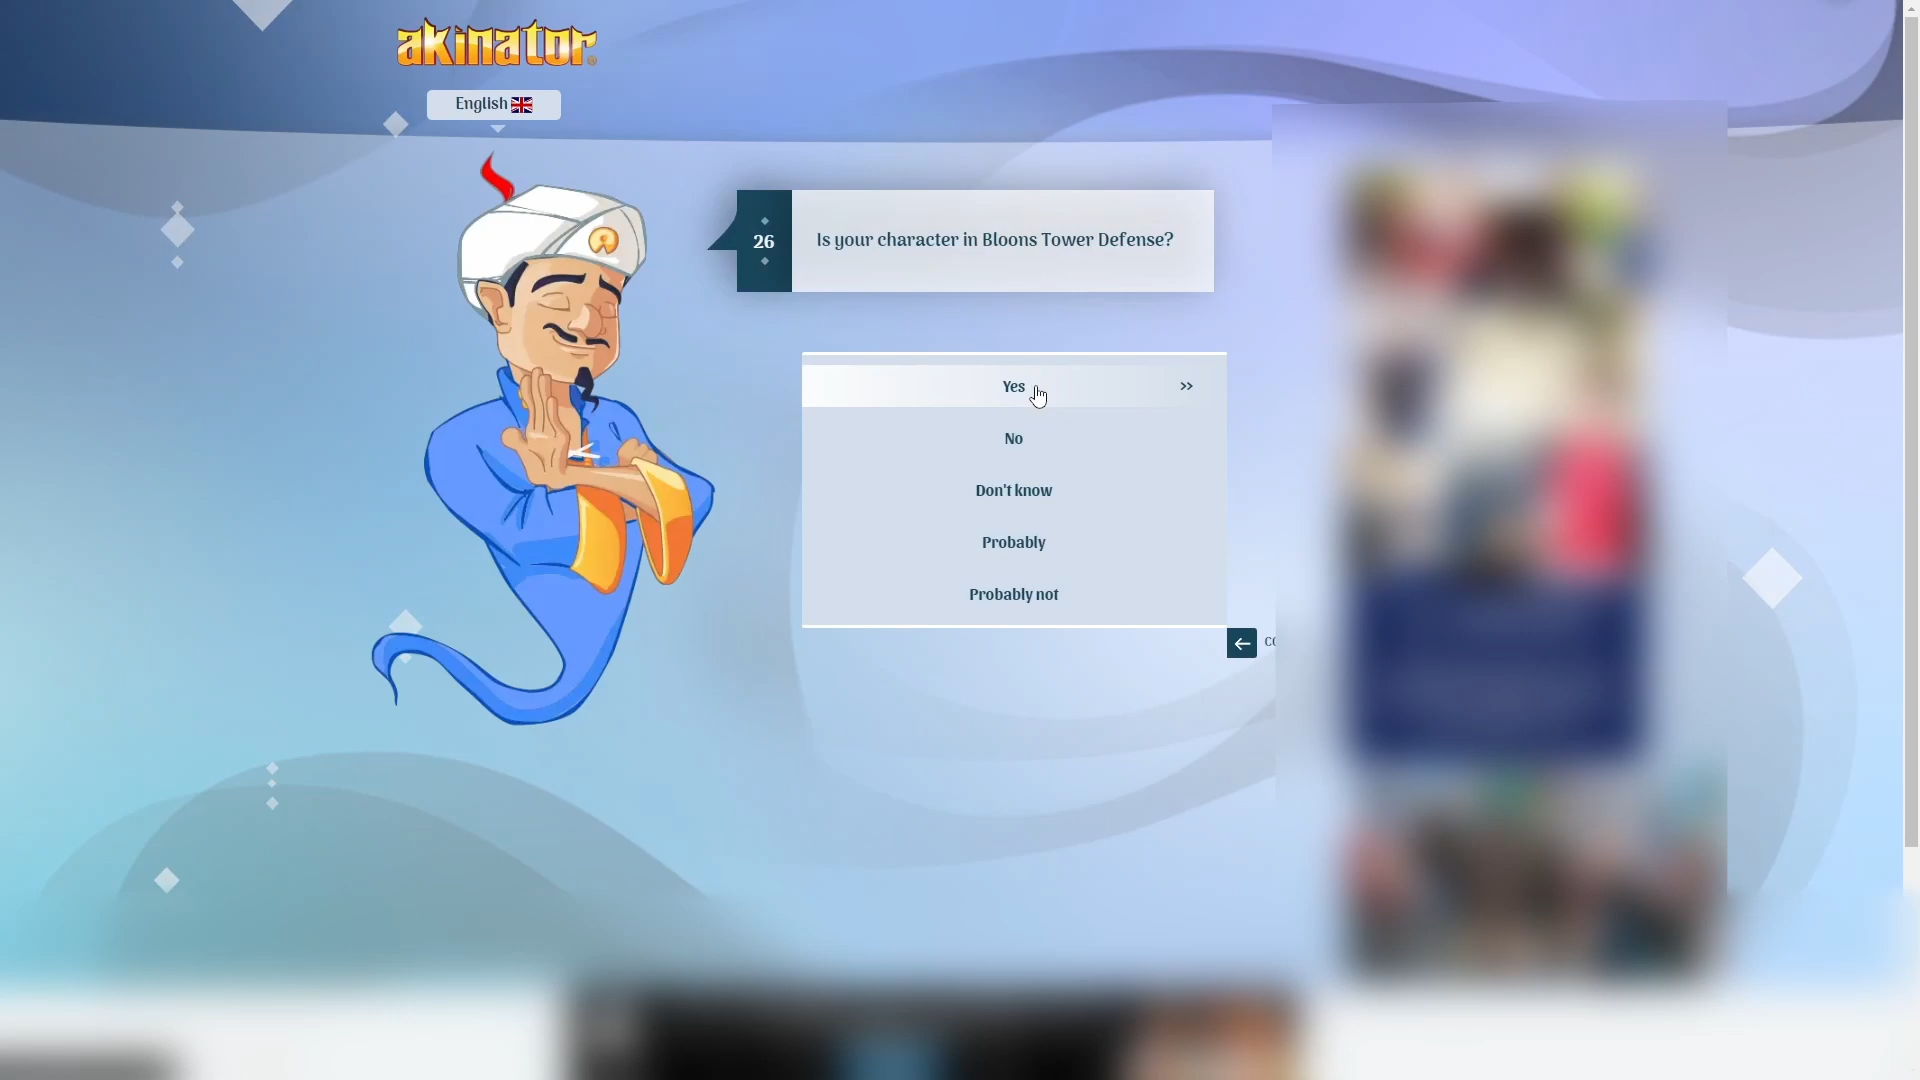 akinator
English
26
Is your character in Bloons Tower Defense?
Yes
No
Don't know
Probably
Probably not